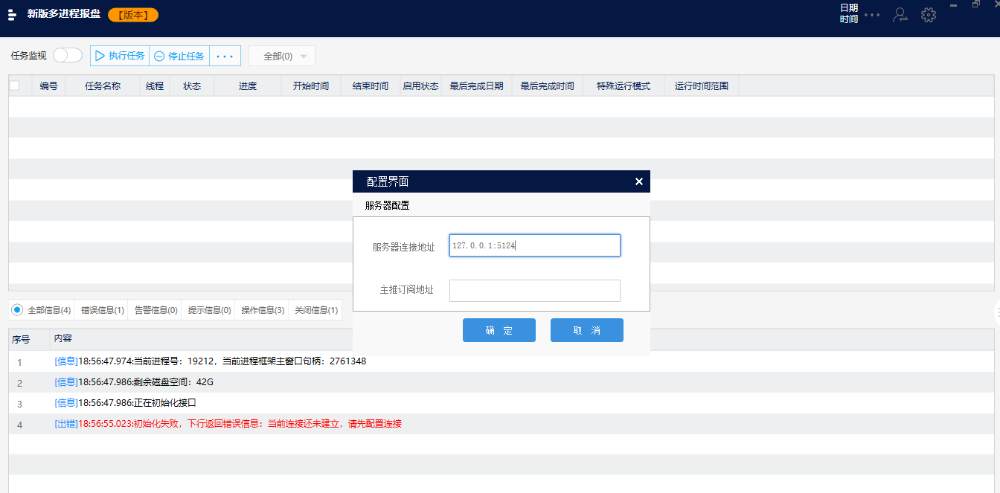 新版多进程报盘 【版本】
日期
时间
任务监视 执行任务 停止任务 ... 全部(0)
编号 任务名称 线程 状态 进度 开始时间 结束时间 启用状态 最后完成日期 最后完成时间 特殊运行模式 运行时间范围
配置界面
服务器配置
服务器连接地址 127.0.0.1:5124
主推订阅地址
确 定 取 消
全部信息(4) 错误信息(1) 告警信息(0) 提示信息(0) 操作信息(3) 关闭信息(1)
序号 内容
1 [信息]18:56:47.974:当前进程号：19212，当前进程框架主窗口句柄：2761348
2 [信息]18:56:47.986:剩余磁盘空间：42G
3 [信息]18:56:47.986:正在初始化接口
4 [出错]18:56:55.023:初始化失败，下行返回错误信息：当前连接还未建立，请先配置连接